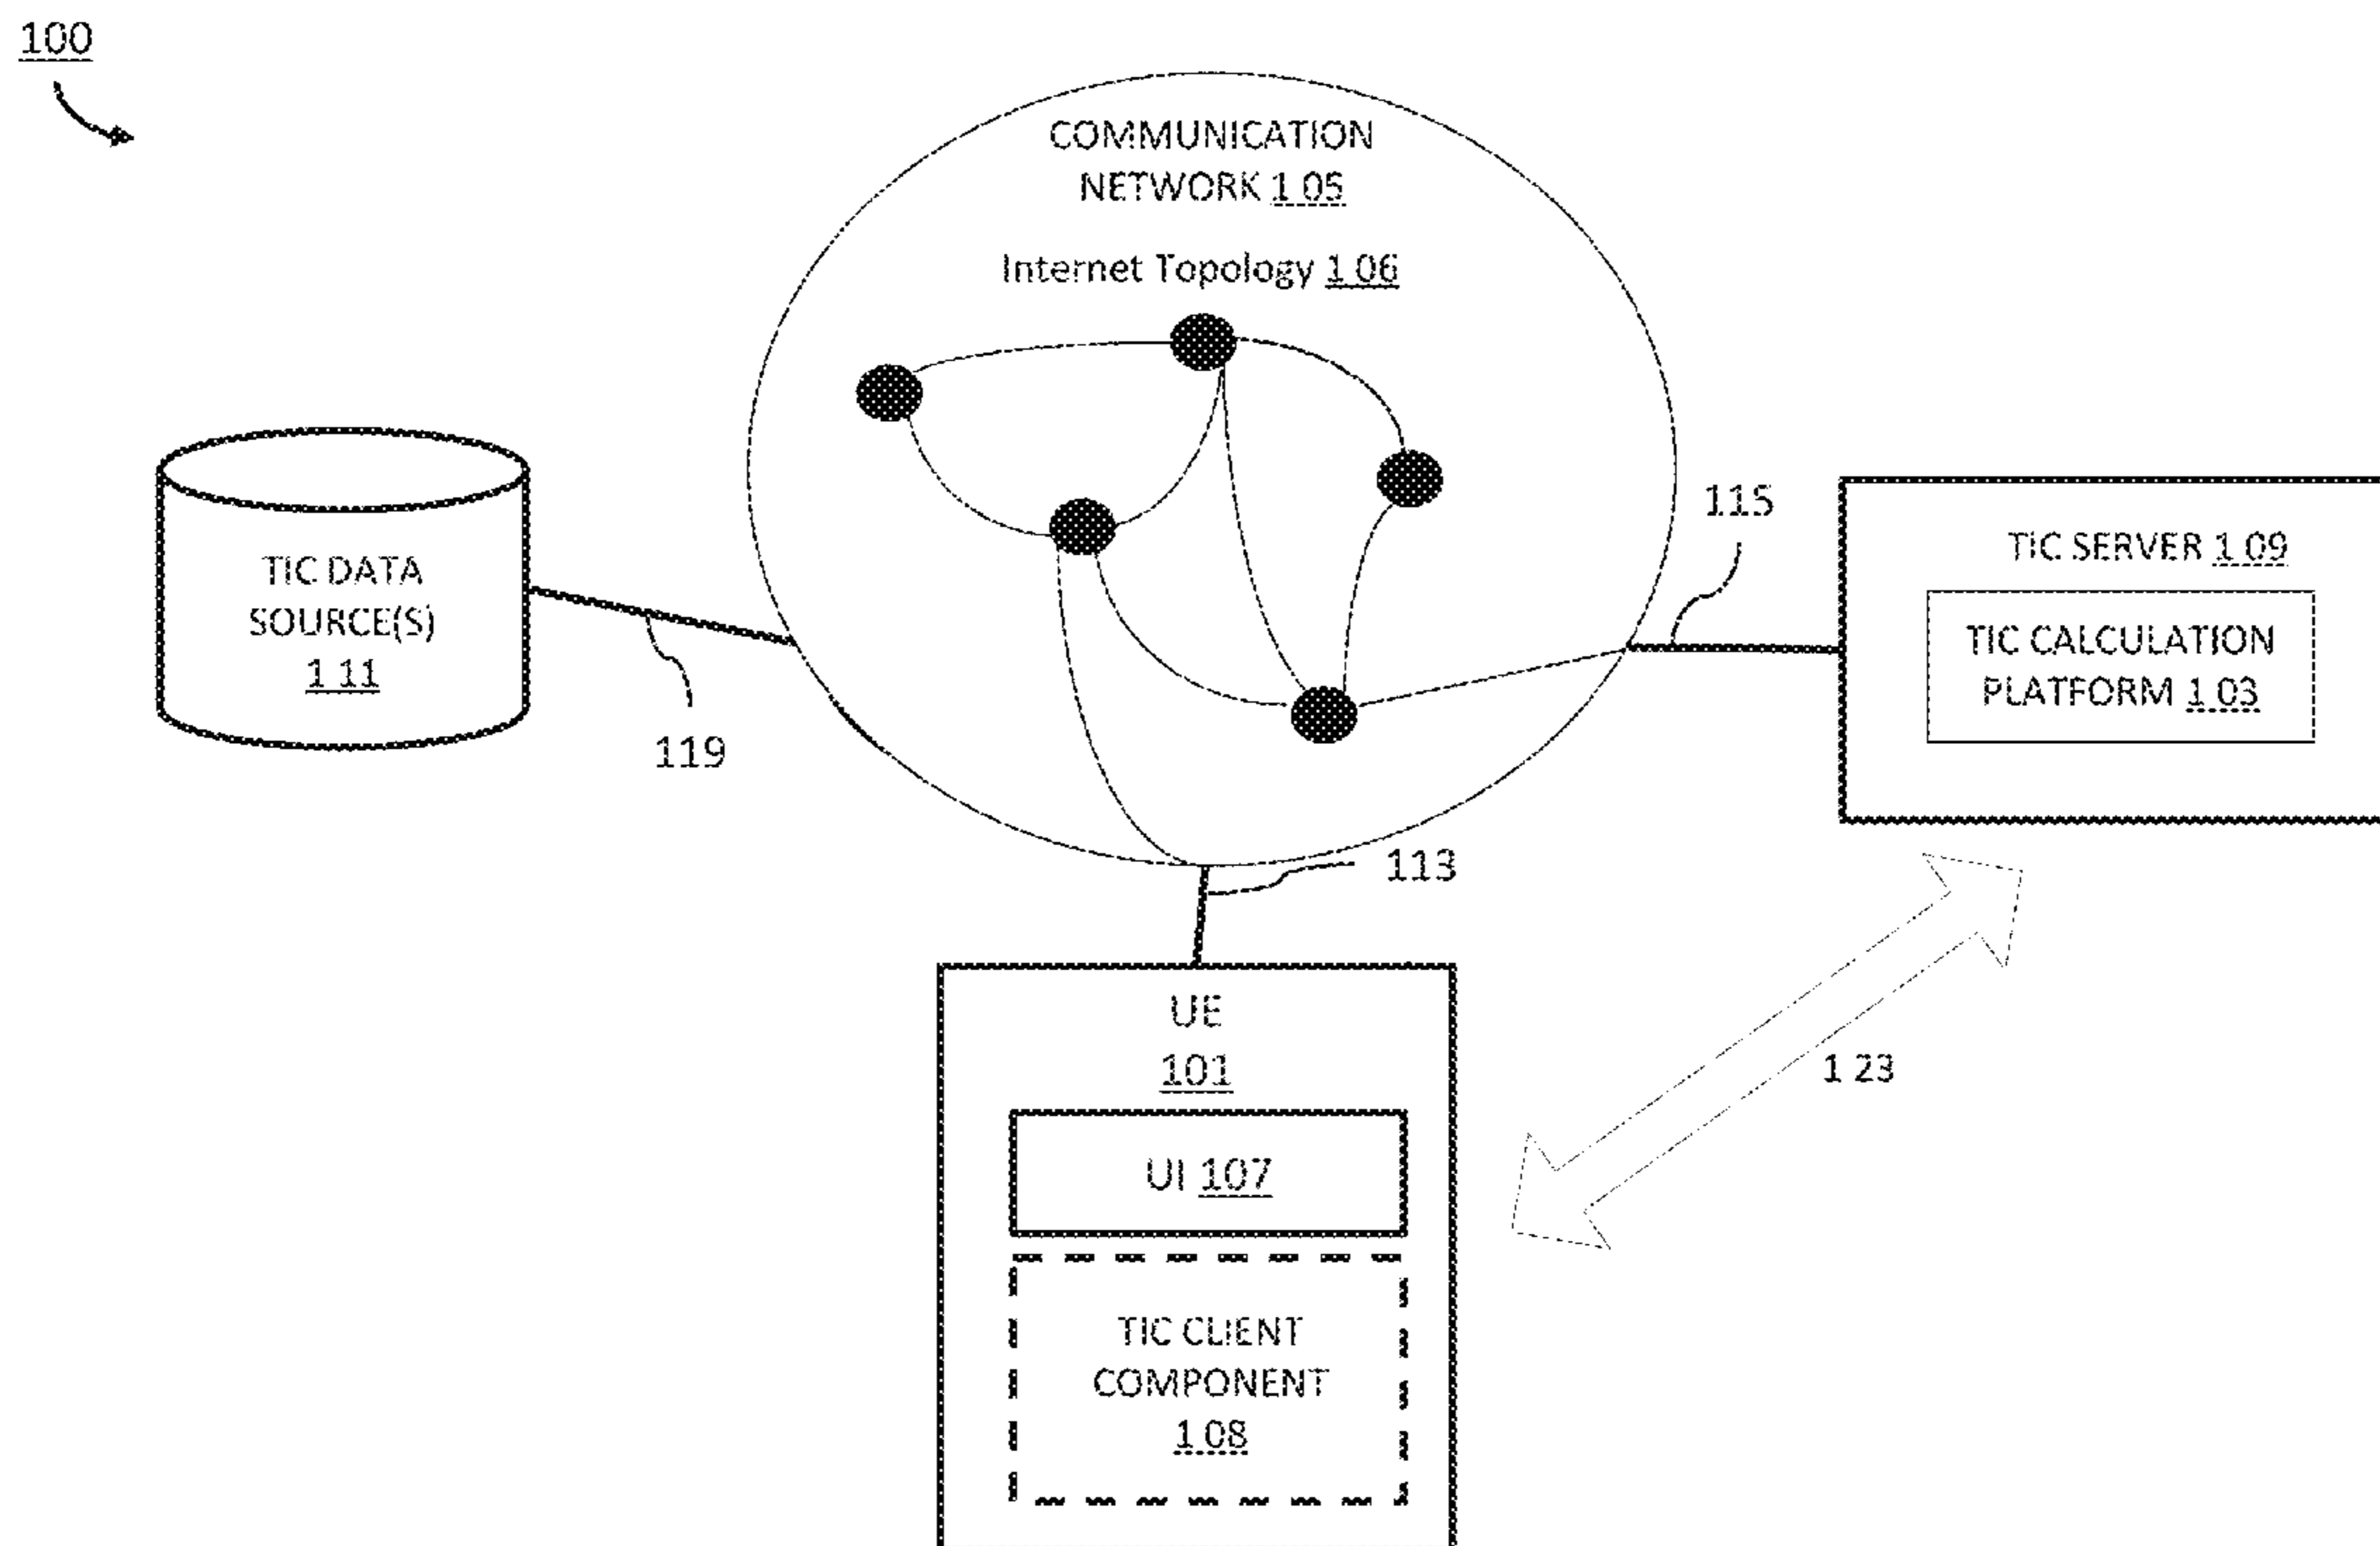 100
COMMUNICATION
NETWORK 105
Internet Topology 106
TIC DATA
SOURCE(S)
111
119
115
TIC SERVER 109
TIC CALCULATION
PLATFORM 103
113
UE
101
UI 107
TIC CLIENT
COMPONENT
108
123